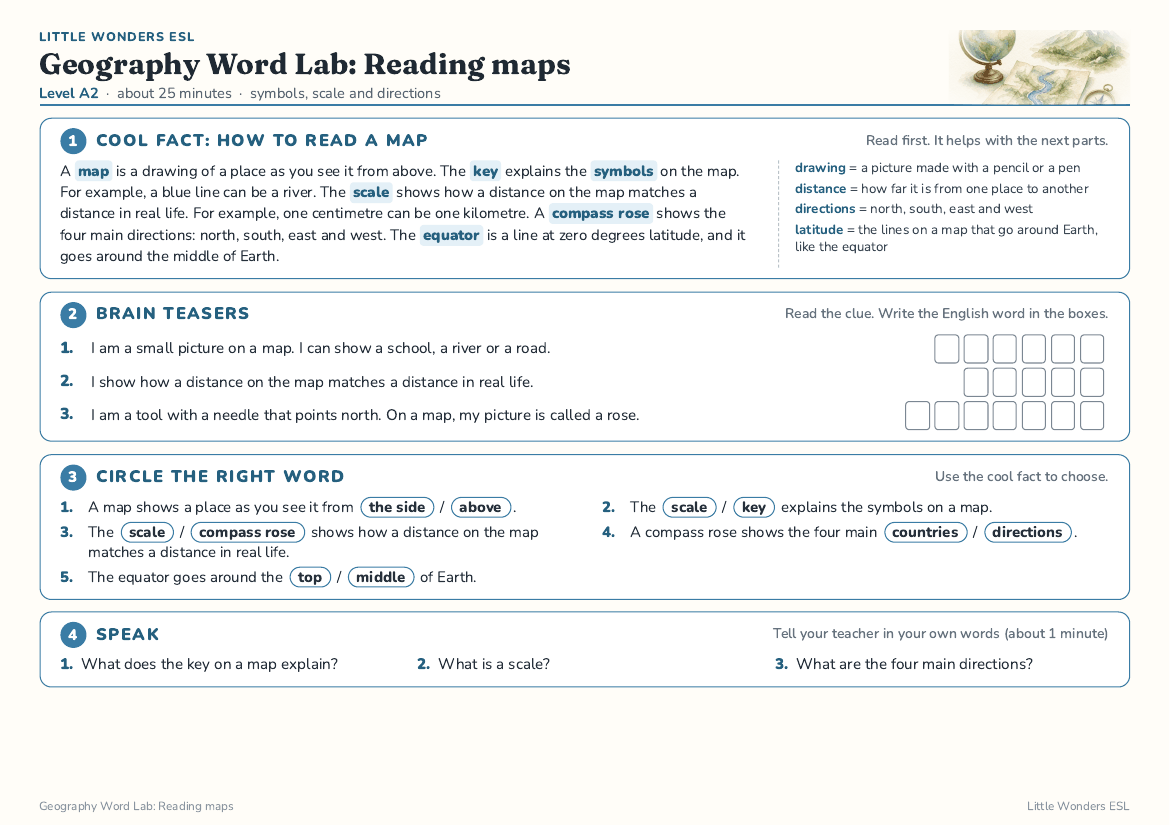 LITTLE WONDERS ESL
Geography Word Lab: Reading maps
Level A2 · about 25 minutes · symbols, scale and directions
1 COOL FACT: HOW TO READ A MAP
Read first. It helps with the next parts.
A map is a drawing of a place as you see it from above. The key explains the symbols on the map.
For example, a blue line can be a river. The scale shows how a distance on the map matches a
distance in real life. For example, one centimetre can be one kilometre. A compass rose shows the
four main directions: north, south, east and west. The equator is a line at zero degrees latitude, and it
goes around the middle of Earth.
drawing = a picture made with a pencil or a pen
distance = how far it is from one place to another
directions = north, south, east and west
latitude = the lines on a map that go around Earth,
like the equator
2 BRAIN TEASERS
Read the clue. Write the English word in the boxes.
1. I am a small picture on a map. I can show a school, a river or a road.
2. I show how a distance on the map matches a distance in real life.
3. I am a tool with a needle that points north. On a map, my picture is called a rose.
3 CIRCLE THE RIGHT WORD
Use the cool fact to choose.
1. A map shows a place as you see it from the side / above.
2. The scale / key explains the symbols on a map.
3. The scale / compass rose shows how a distance on the map
matches a distance in real life.
4. A compass rose shows the four main countries / directions.
5. The equator goes around the top / middle of Earth.
4 SPEAK
Tell your teacher in your own words (about 1 minute)
1. What does the key on a map explain?
2. What is a scale?
3. What are the four main directions?
Geography Word Lab: Reading maps
Little Wonders ESL